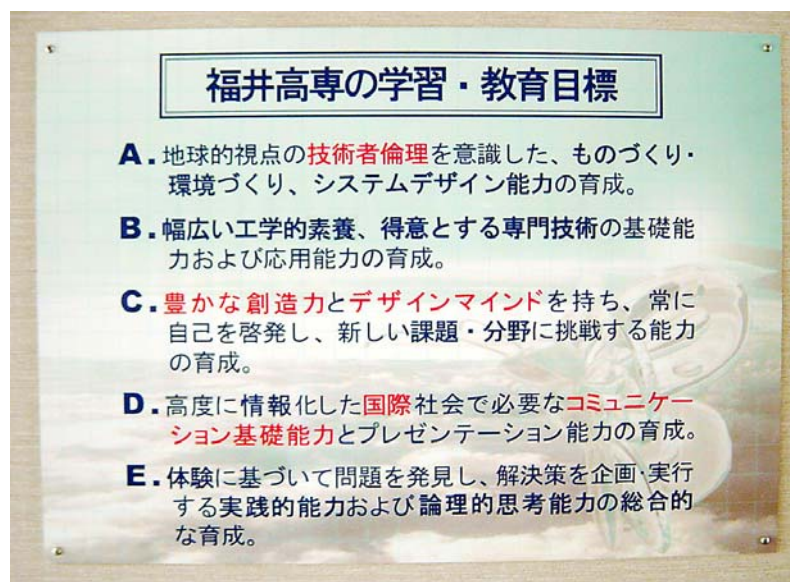 福井高専の学習・教育目標
A.地球的視点の技術者倫理を意識した、ものづくり・
環境づくり、システムデザイン能力の育成。
B.幅広い工学的素養、得意とする専門技術の基礎能
力および応用能力の育成。
C.豊かな創造力とデザインマインドを持ち、常に
自己を啓発し、新しい課題・分野に挑戦する能力
の育成。
D.高度に情報化した国際社会で必要なコミュニケー
ション基礎能力とプレゼンテーション能力の育成。
E.体験に基づいて問題を発見し、解決策を企画・実行
する実践的能力および論理的思考能力の総合的
な育成。